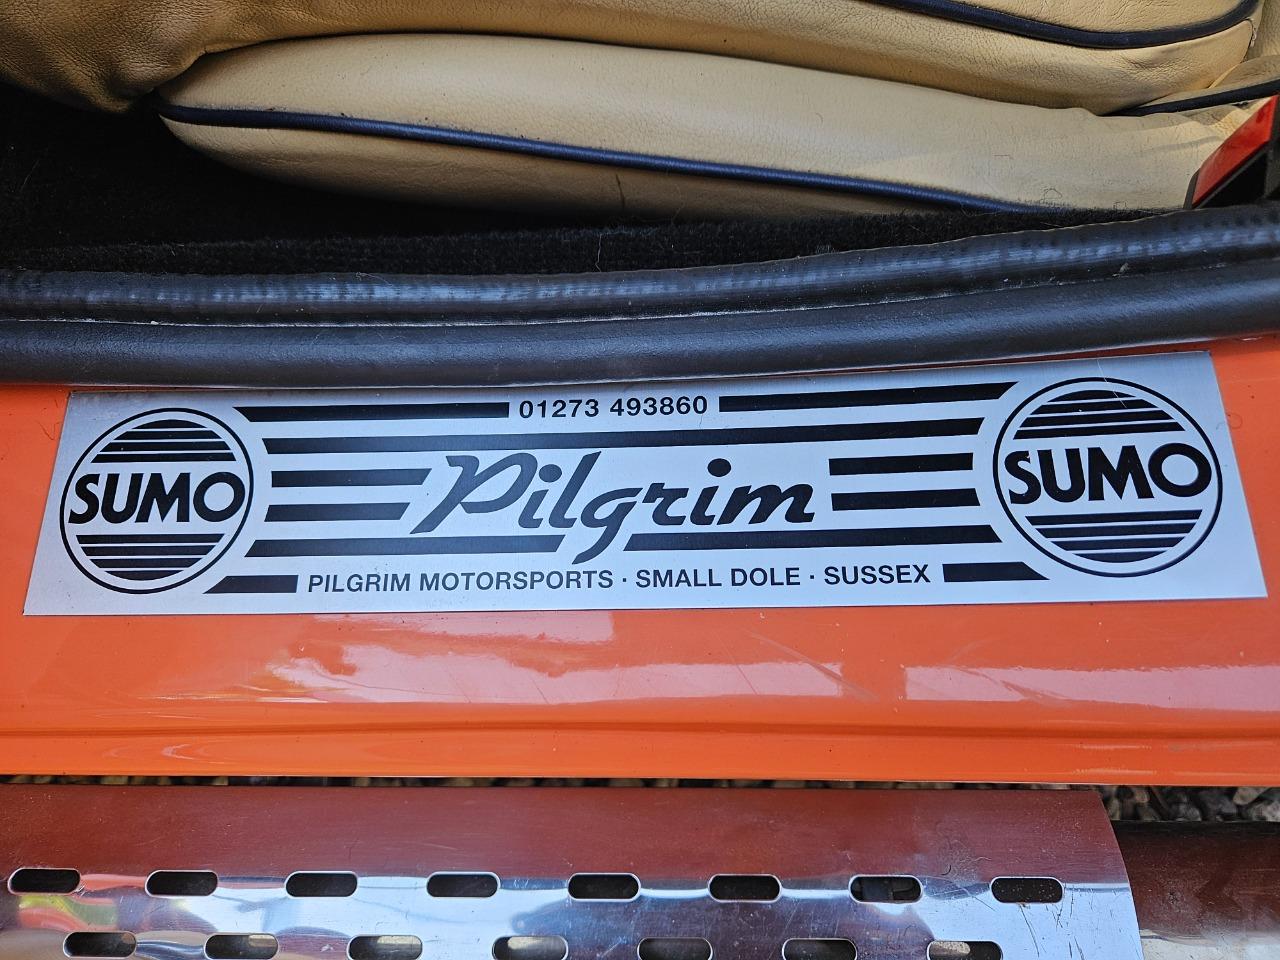 01273 493860
SUMO
Pilgrim
SUMO
PILGRIM MOTORSPORTS · SMALL DOLE · SUSSEX